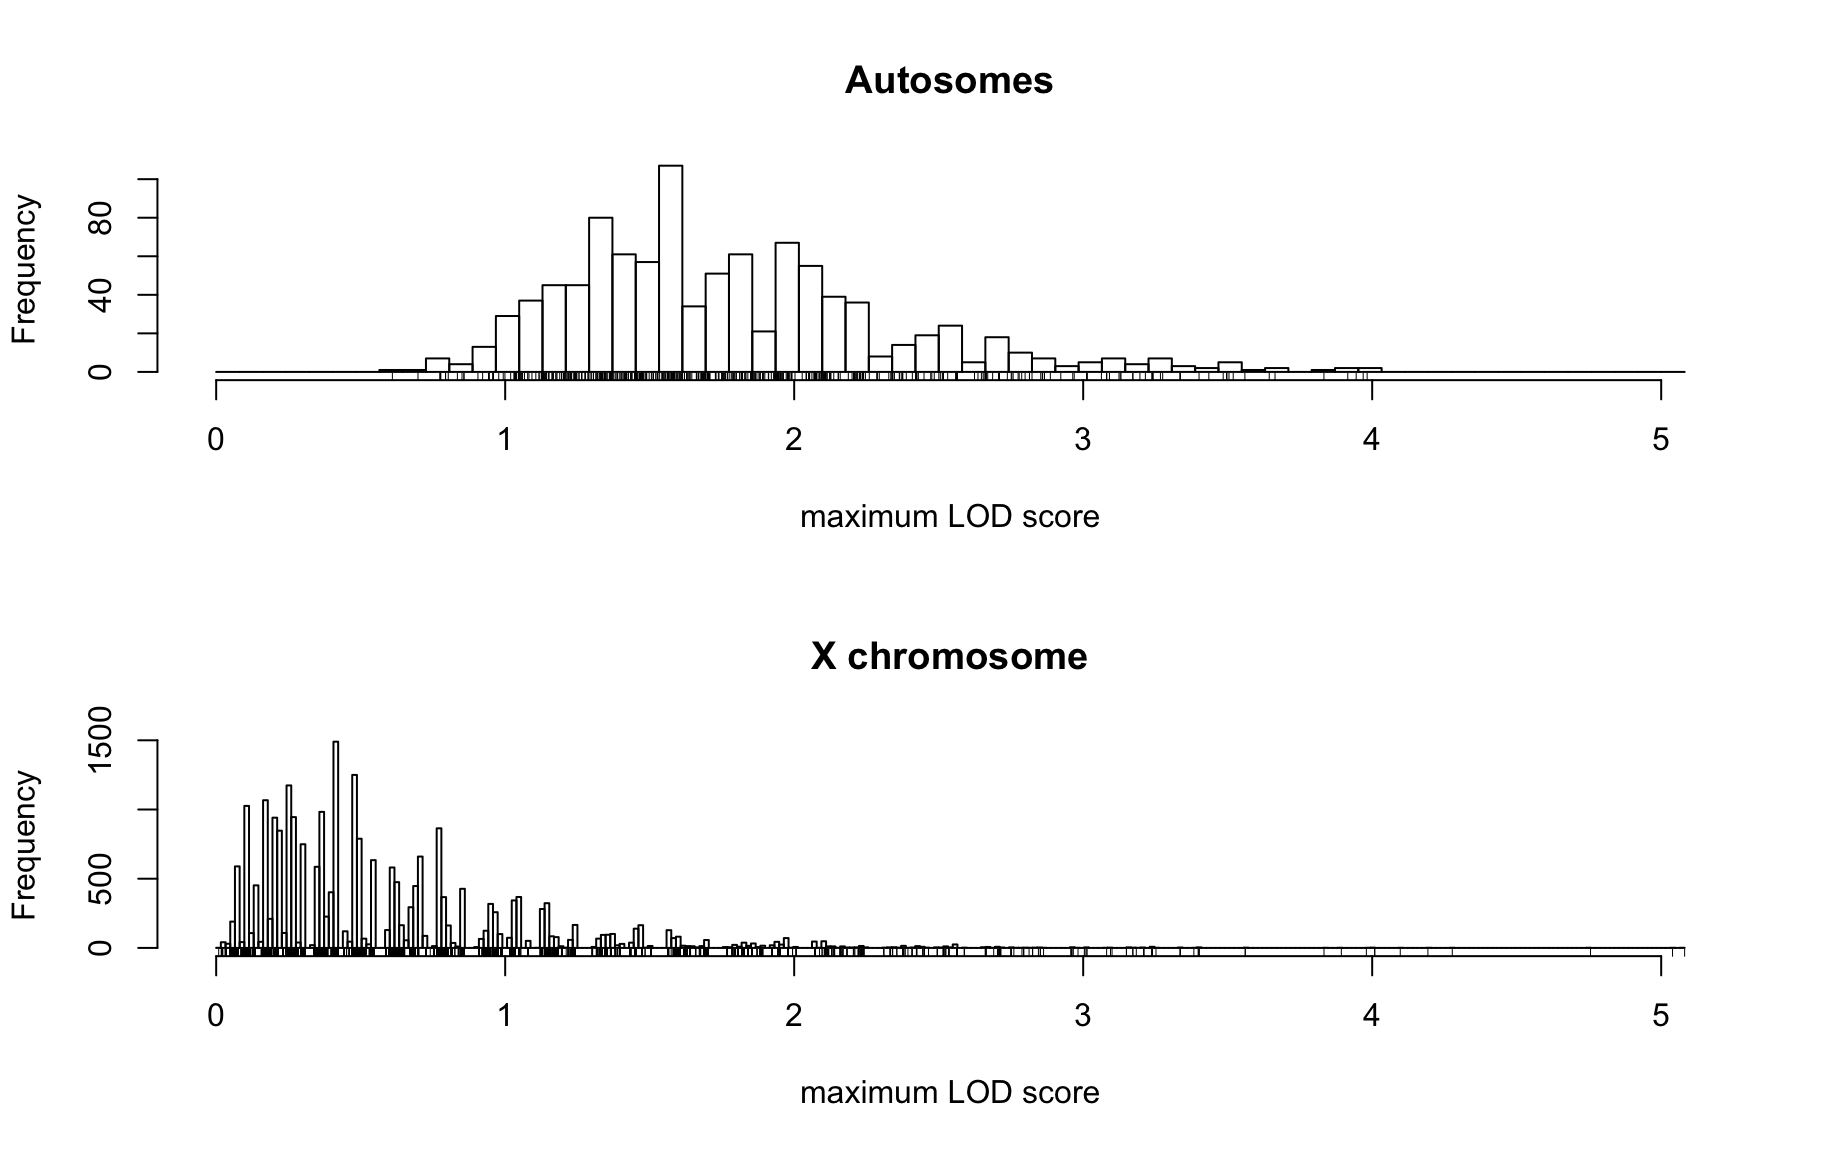 Autosomes
Frequency
0
40
80
0 1 2 3 4 5
maximum LOD score
X chromosome
Frequency
0
500
1500
0 1 2 3 4 5
maximum LOD score